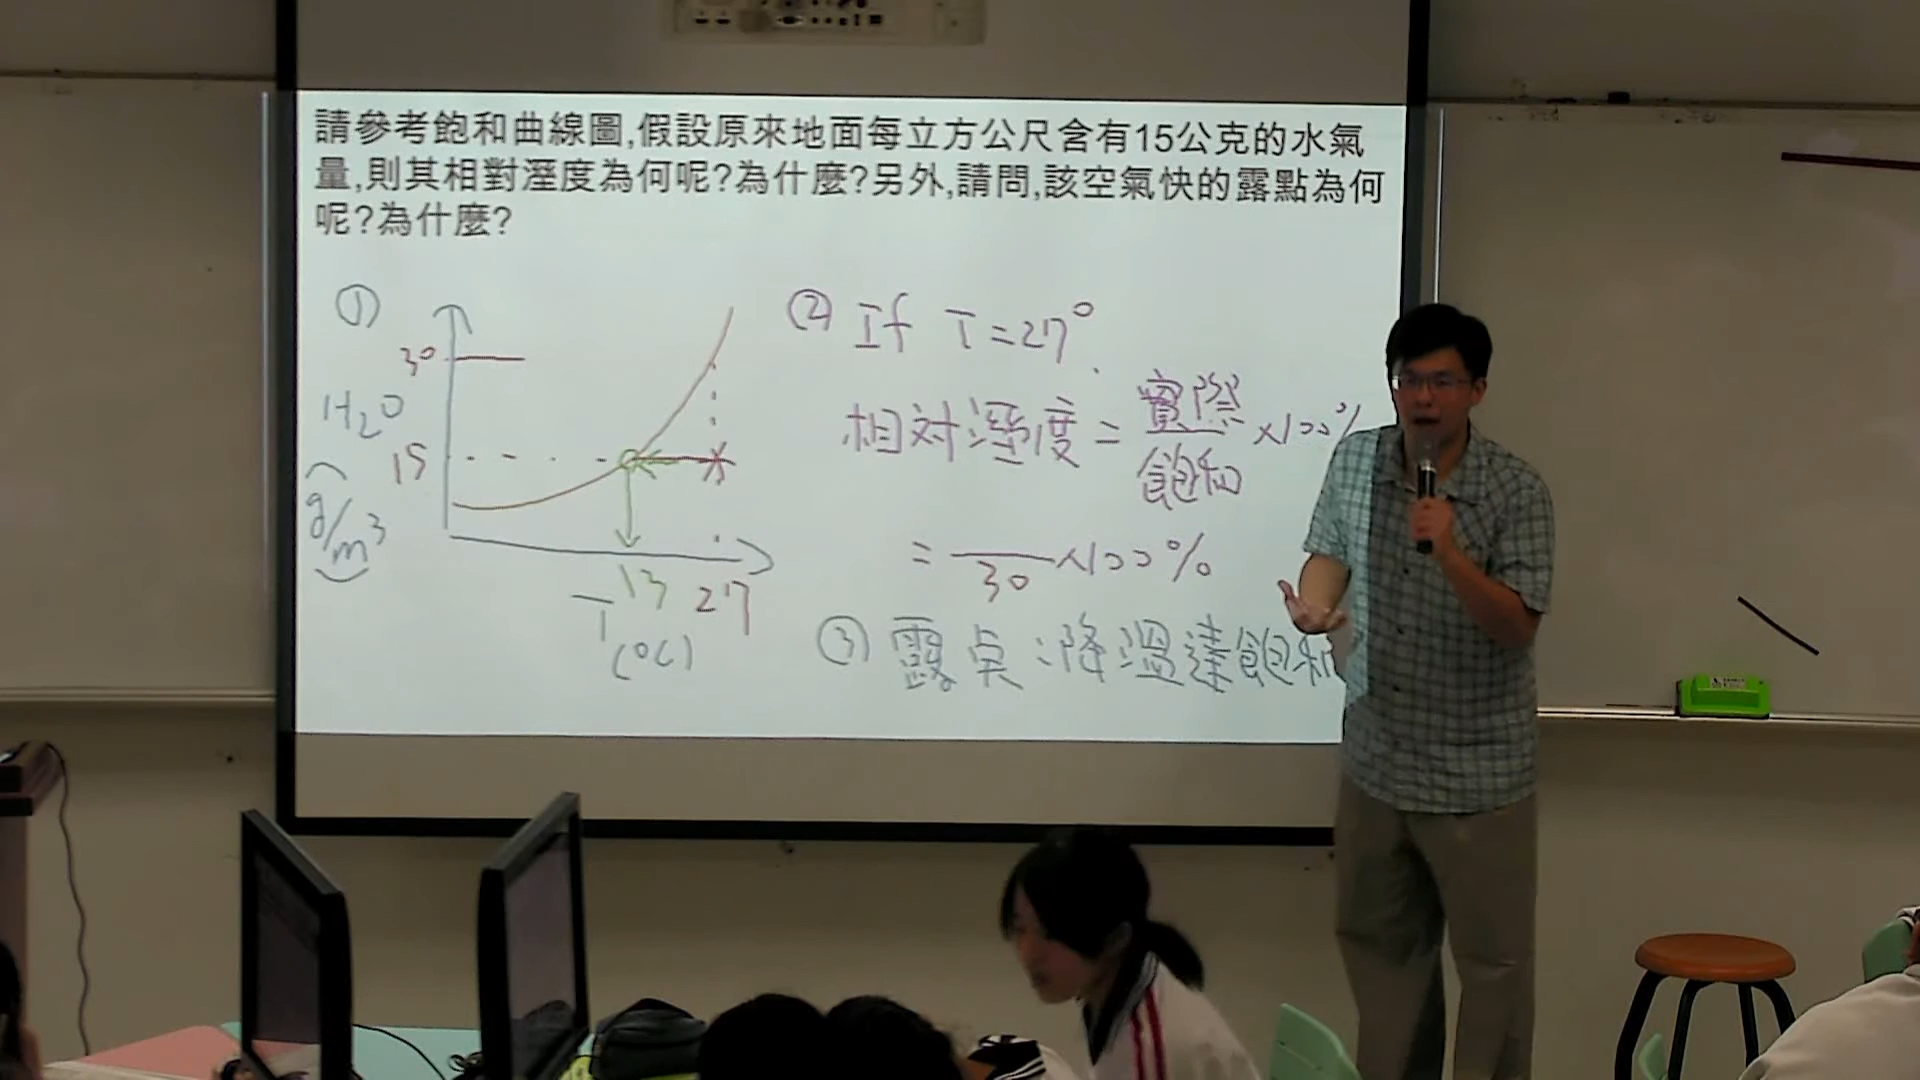 請參考飽和曲線圖,假設原來地面每立方公尺含有15公克的水氣
量,則其相對溼度為何呢?為什麼?另外,請問,該空氣快的露點為何
呢?為什麼?
①
30
H₂O
15
g/m³
13 27
T
(°C)
② If T=27°
相対溼度=實際/飽和×100%
= /30×100%
③ 露点:降溫達飽和